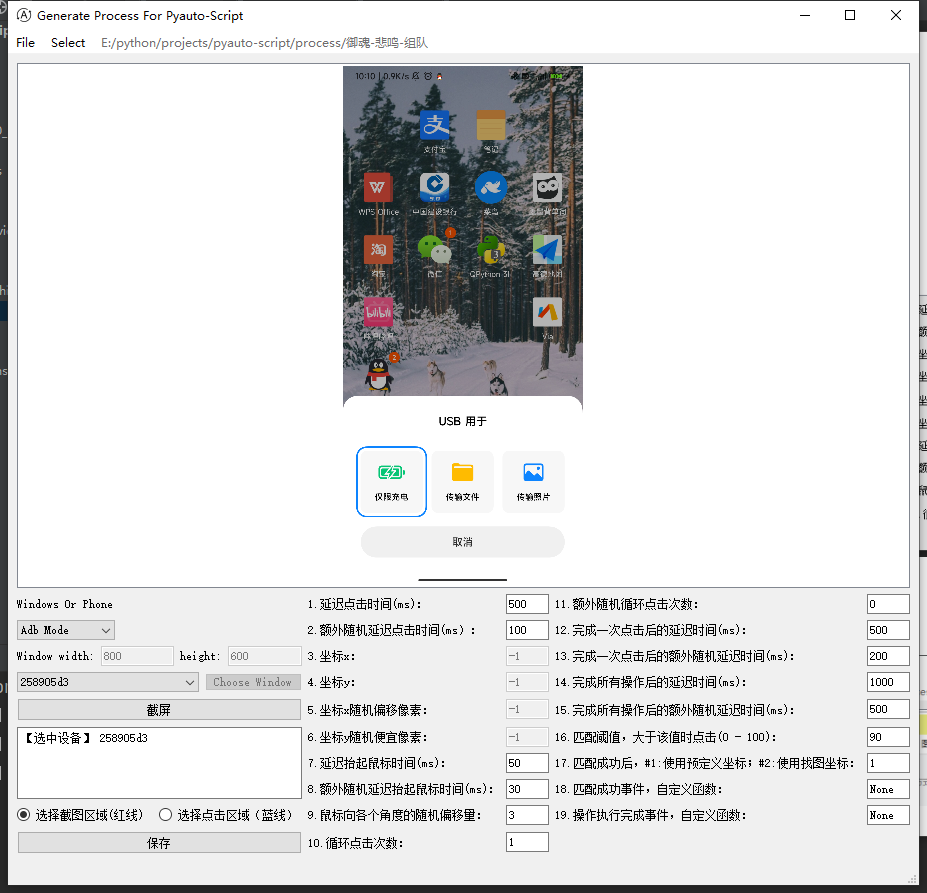 Generate Process For Pyauto-Script
File Select E:/python/projects/pyauto-script/process/御魂-悲鸣-组队
10:10 | 0.9K/s
支付宝 笔记
WPS Office 中国建设银行 菜鸟
淘宝 微信 QPython 3l 高德地图
bilibili
Via
USB 用于
仅限充电 传输文件 传输照片
取消
Windows Or Phone
Adb Mode
Window width: 800 height: 600
258905d3 Choose Window
截屏
【选中设备】 258905d3
选择截图区域(红线) 选择点击区域（蓝线）
保存
1.延迟点击时间(ms): 500
2.额外随机延迟点击时间(ms）: 100
3.坐标x: -1
4.坐标y: -1
5.坐标x随机偏移像素: -1
6.坐标y随机便宜像素: -1
7.延迟抬起鼠标时间(ms): 50
8.额外随机延迟抬起鼠标时间(ms): 30
9.鼠标向各个角度的随机偏移量: 3
10.循环点击次数: 1
11.额外随机循环点击次数: 0
12.完成一次点击后的延迟时间(ms): 500
13.完成一次点击后的额外随机延迟时间(ms): 200
14.完成所有操作后的延迟时间(ms): 1000
15.完成所有操作后的额外随机延迟时间(ms): 500
16.匹配阈值, 大于该值时点击(0 - 100): 90
17.匹配成功后, #1:使用预定义坐标; #2:使用找图坐标: 1
18.匹配成功事件, 自定义函数: None
19.操作执行完成事件, 自定义函数: None